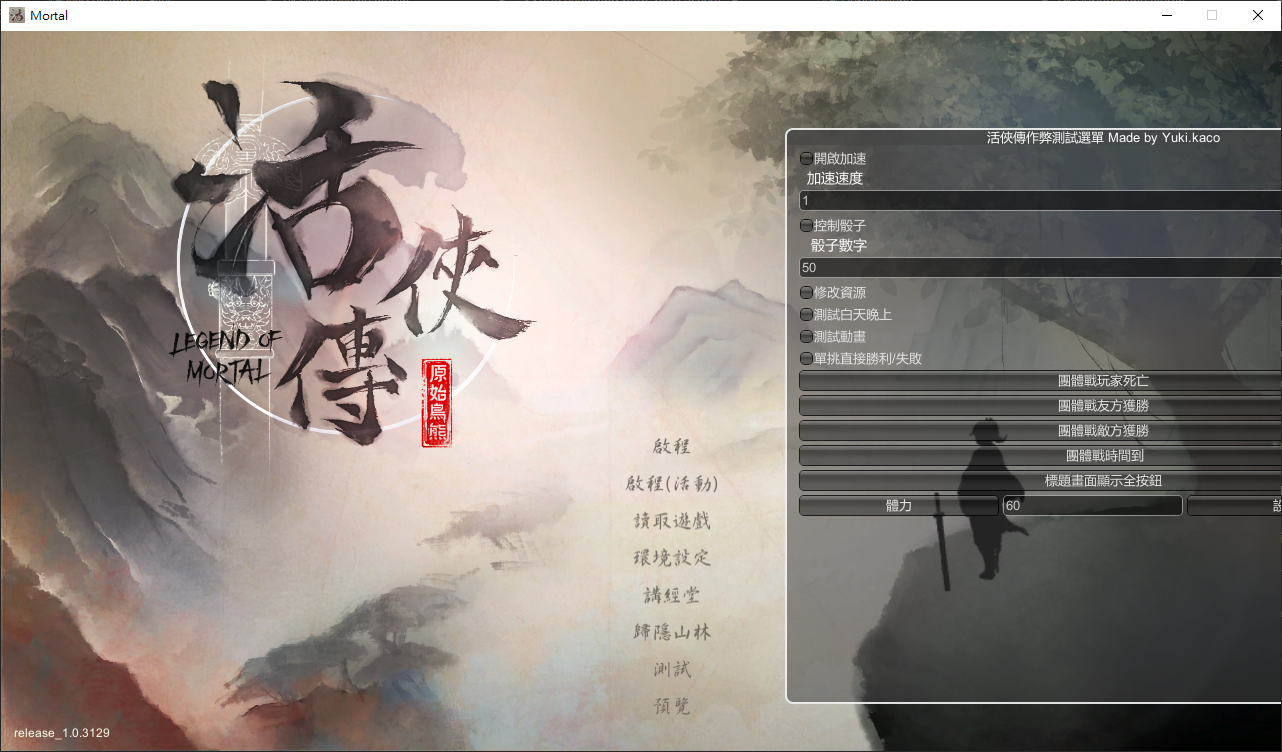 Mortal
活俠傳
LEGEND OF
MORTAL
原始鳥熊
啟程
啟程(活動)
讀取遊戲
環境設定
講經堂
歸隱山林
測試
預覽
release_1.0.3129
活俠傳作弊測試選單 Made by Yuki.kaco
開啟加速
加速速度
1
控制骰子
骰子數字
50
修改資源
測試白天晚上
測試動畫
單挑直接勝利/失敗
團體戰玩家死亡
團體戰友方獲勝
團體戰敵方獲勝
團體戰時間到
標題畫面顯示全按鈕
體力 60